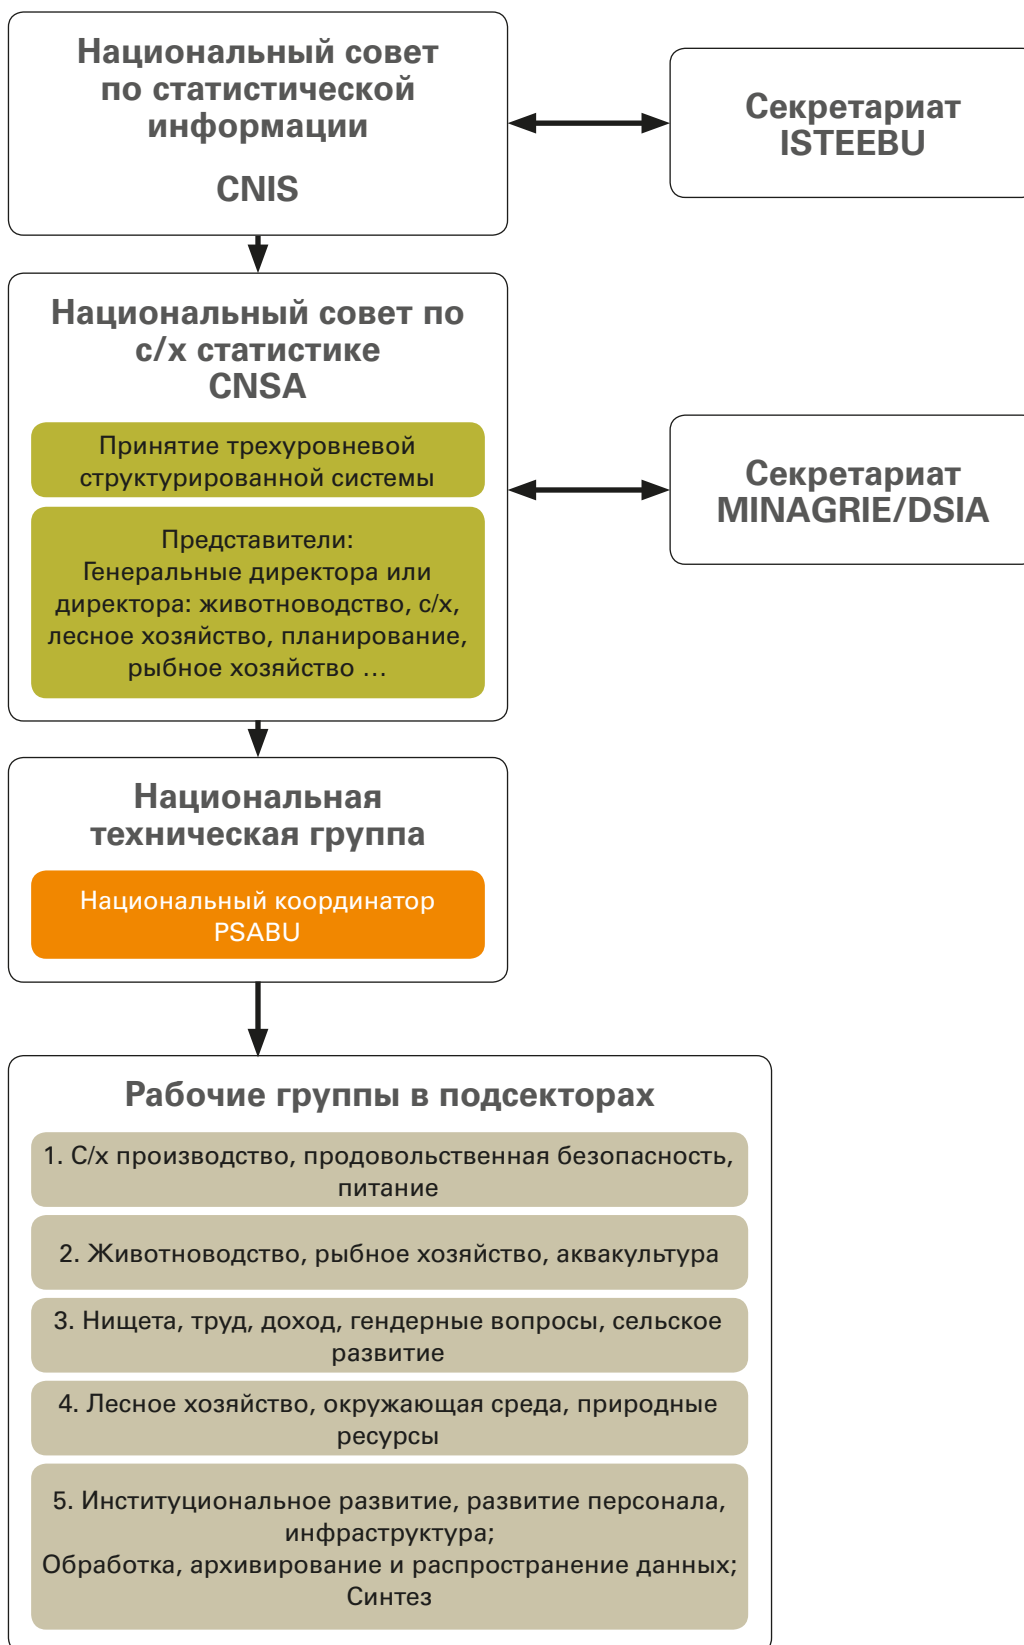 Национальный совет
по статистической
информации
CNIS
Секретариат
ISTEEBU
Национальный совет по
с/х статистике
CNSA
Принятие трехуровневой
структурированной системы
Представители:
Генеральные директора или
директора: животноводство, с/х,
лесное хозяйство, планирование,
рыбное хозяйство …
Секретариат
MINAGRIE/DSIA
Национальная
техническая группа
Национальный координатор
PSABU
Рабочие группы в подсекторах
1. С/х производство, продовольственная безопасность,
питание
2. Животноводство, рыбное хозяйство, аквакультура
3. Нищета, труд, доход, гендерные вопросы, сельское
развитие
4. Лесное хозяйство, окружающая среда, природные
ресурсы
5. Институциональное развитие, развитие персонала,
инфраструктура;
Обработка, архивирование и распространение данных;
Синтез